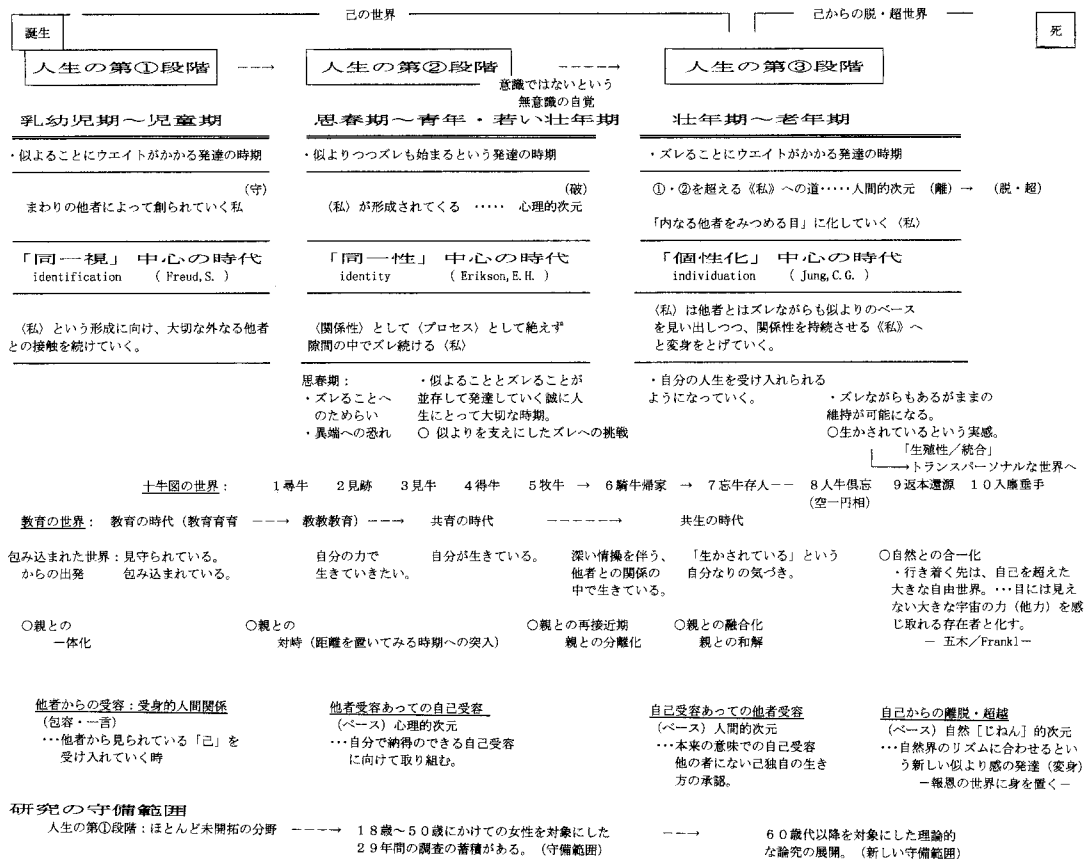 己の世界 己からの脱・超世界
誕生 死
人生の第①段階 ---→ 人生の第②段階 ----→ 人生の第③段階
意識ではないという
無意識の自覚
乳幼児期～児童期 思春期～青年・若い壮年期 壮年期～老年期
・似よることにウエイトがかかる発達の時期 ・似よりつつズレも始まるという発達の時期 ・ズレることにウエイトがかかる発達の時期
(守) (破) ①・②を超える《私》への道‥‥‥人間的次元 (離) → (脱・超)
まわりの他者によって創られていく私 〈私〉が形成されてくる ‥‥‥ 心理的次元
「内なる他者をみつめる目」に化していく〈私〉
「同一視」中心の時代 「同一性」中心の時代 「個性化」中心の時代
identification (Freud,S.) identity (Erikson,E.H.) individuation (Jung,C.G.)
〈私〉は他者とはズレながらも似よりのベース
〈私〉という形成に向け、大切な外なる他者 〈関係性〉として〈プロセス〉として絶えず を見い出しつつ、関係性を持続させる《私》へ
との接触を続けていく。 隙間の中でズレ続ける〈私〉 と変身をとげていく。
思春期: ・似よることとズレることが ・自分の人生を受け入れられる
・ズレることへ 並存して発達していく誠に人 ようになっていく。 ・ズレながらもあるがままの
のためらい 生にとって大切な時期。 維持が可能になる。
・異端への恐れ ○ 似よりを支えにしたズレへの挑戦 ○生かされているという実感。
「生殖性／統合」
→トランスパーソナルな世界へ
十牛図の世界: 1尋牛 2見跡 3見牛 4得牛 5牧牛 → 6騎牛帰家 → 7忘牛存人-- 8人牛倶忘 9返本還源 10入鄽垂手
(空一円相)
教育の世界: 教育の時代(教育育育 ---→ 教教教育)---→ 共育の時代 ------→ 共生の時代
包み込まれた世界:見守られている。 自分の力で 自分が生きている。 深い情操を伴う、 「生かされている」という ○自然との合一化
からの出発 包み込まれている。 生きていきたい。 他者との関係の 自分なりの気づき。 ・行き着く先は、自己を超えた
中で生きている。 大きな自由世界。･･･目には見え
ない大きな宇宙の力(他力)を感
○親との ○親との ○親との再接近期 ○親との融合化 じ取れる存在者と化す。
一体化 対峙(距離を置いてみる時期への突入) 親との分離化 親との和解 － 五木／Frankl－
他者からの受容:受身的人間関係 他者受容あっての自己受容 自己受容あっての他者受容 自己からの離脱・超越
(包容・一言) (ベース)心理的次元 (ベース)人間的次元 (ベース)自然[じねん]的次元
･･･他者から見られている「己」を ･･･自分で納得のできる自己受容 ･･･本来の意味での自己受容 ･･･自然界のリズムに合わせるとい
受け入れていく時 に向けて取り組む。 他の者にない己独自の生き う新しい似より感の発達(変身)
方の承認。 －報恩の世界に身を置く－
研究の守備範囲
人生の第①段階:ほとんど未開拓の分野 ----→ 18歳～50歳にかけての女性を対象にした ---→ 60歳代以降を対象にした理論的
29年間の調査の蓄積がある。(守備範囲) な論究の展開。(新しい守備範囲)